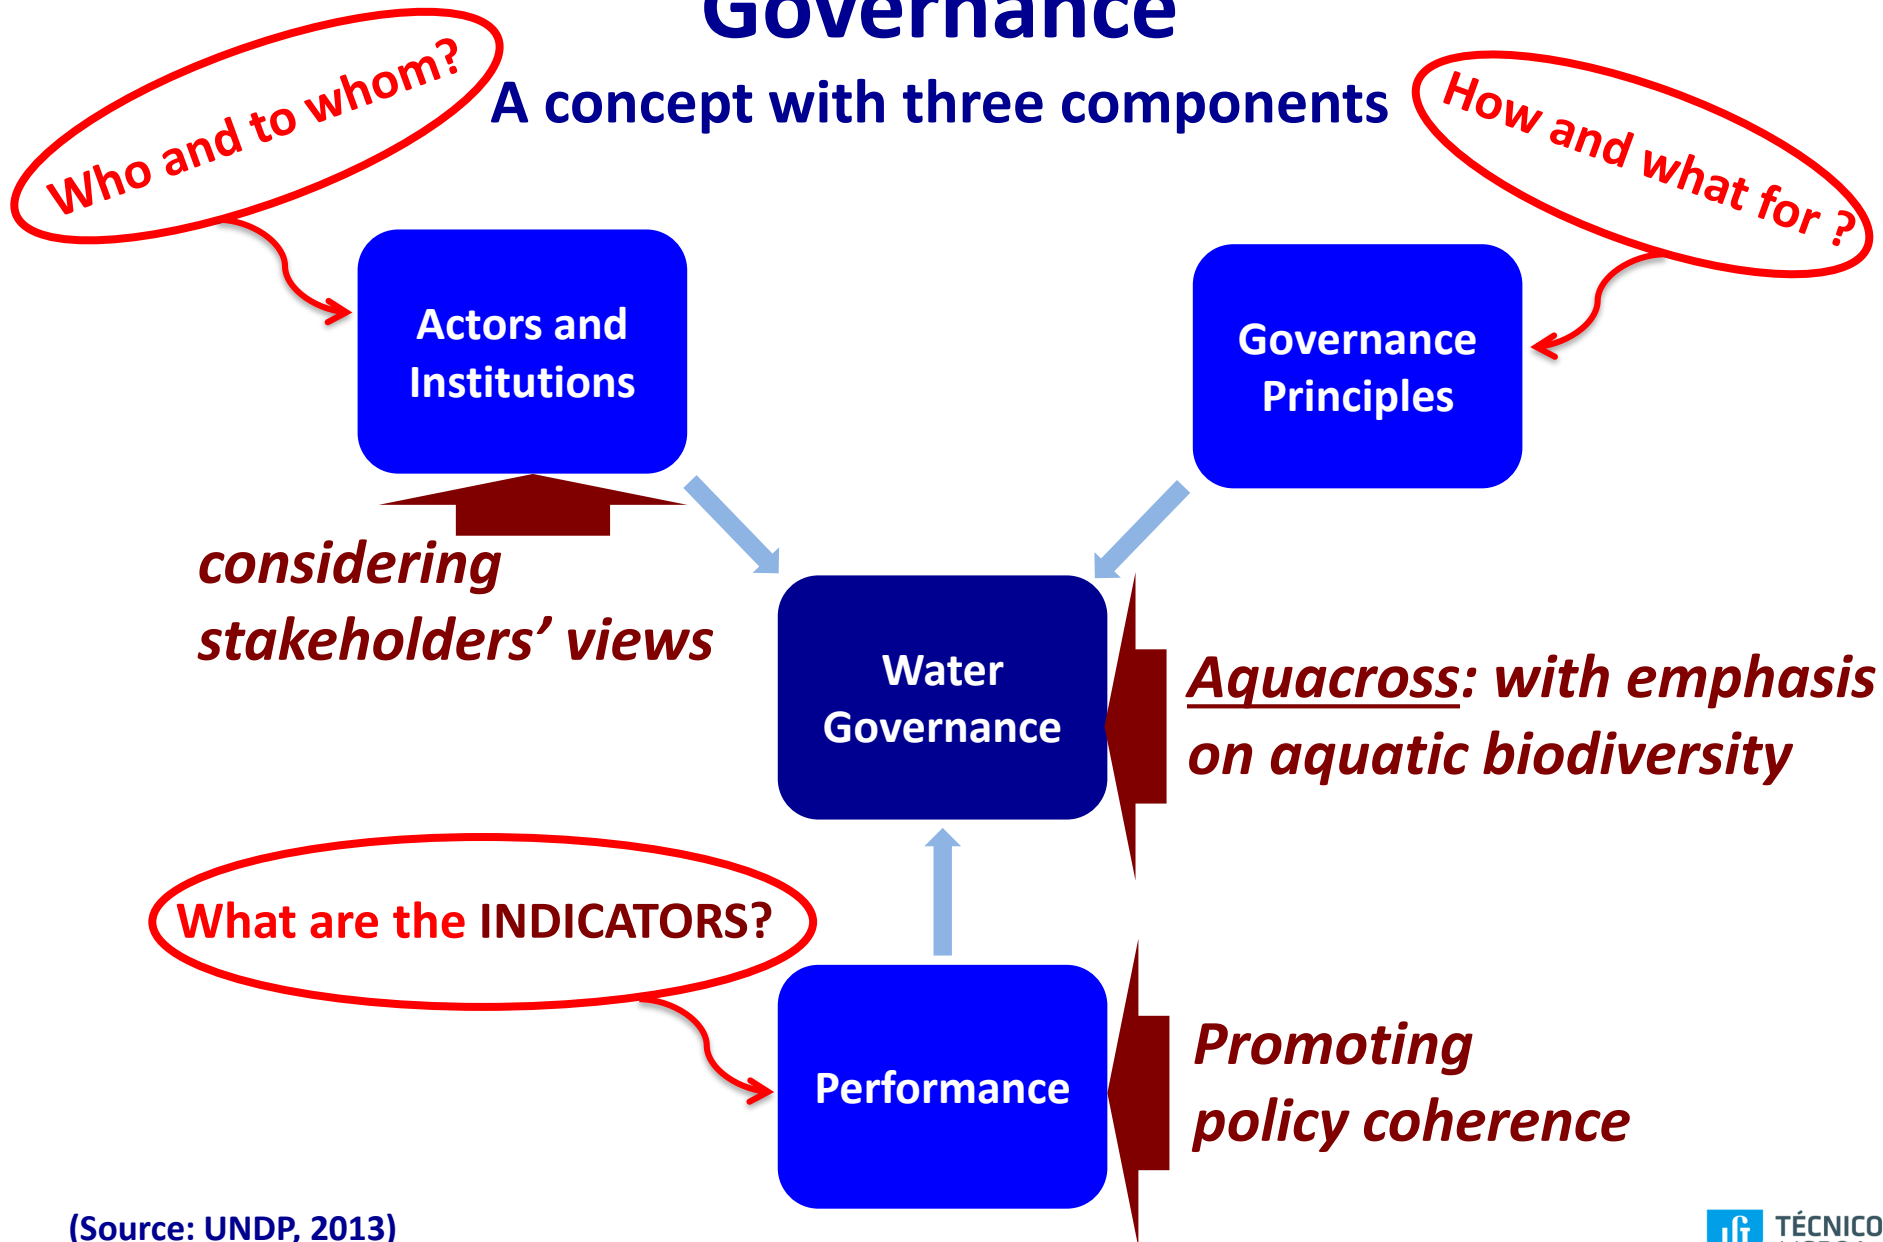 Governance
A concept with three components
Who and to whom?
How and what for ?
Actors and
Institutions
Governance
Principles
considering
stakeholders’ views
Water
Governance
Aquacross: with emphasis
on aquatic biodiversity
What are the INDICATORS?
Performance
Promoting
policy coherence
(Source: UNDP, 2013)
TÉCNICO